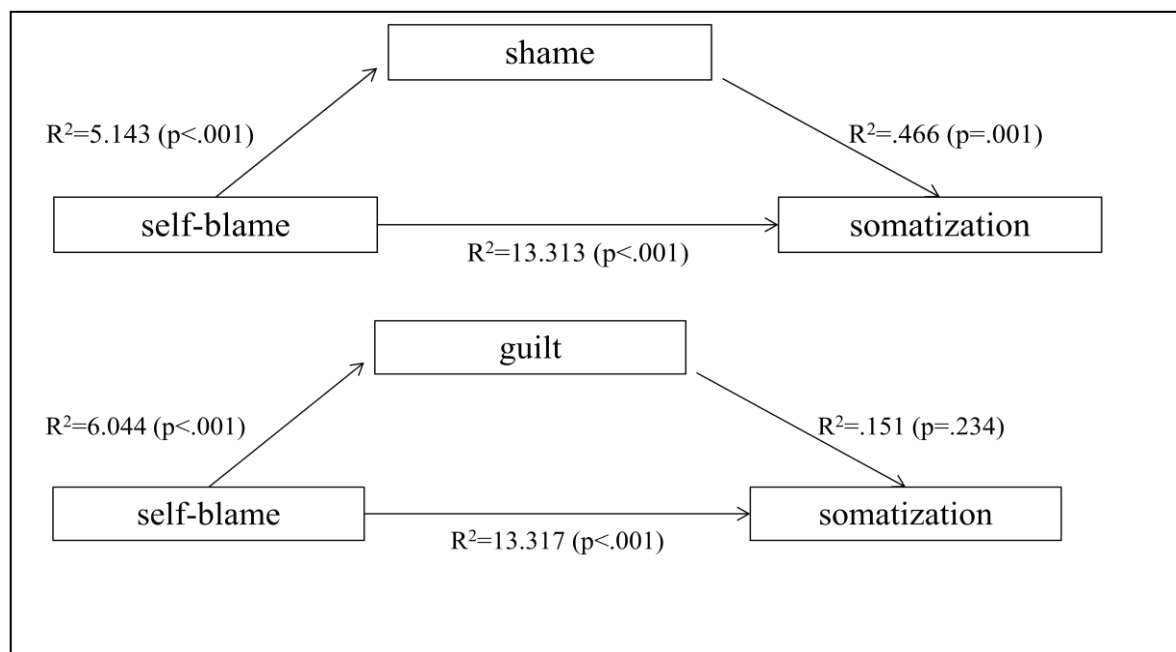 shame
R²=5.143 (p<.001)
R²=.466 (p=.001)
self-blame
somatization
R²=13.313 (p<.001)
guilt
R²=6.044 (p<.001)
R²=.151 (p=.234)
self-blame
somatization
R²=13.317 (p<.001)